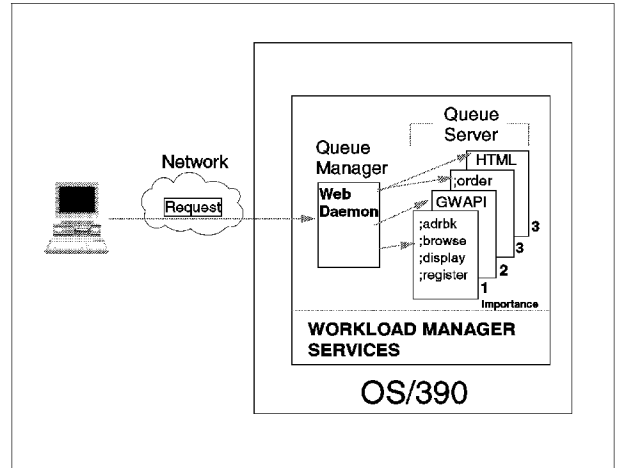 Network
Request
Queue
Manager
Web
Daemon
Queue
Server
HTML
;order
GWAPI
;adrbk
;browse
;display
;register
3
3
2
1
Importance
WORKLOAD MANAGER
SERVICES
OS/390